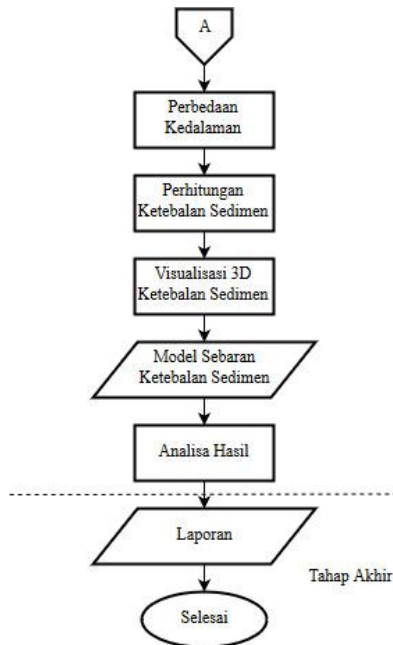 A
Perbedaan
Kedalaman
Perhitungan
Ketebalan Sedimen
Visualisasi 3D
Ketebalan Sedimen
Model Sebaran
Ketebalan Sedimen
Analisa Hasil
Laporan
Tahap Akhir
Selesai